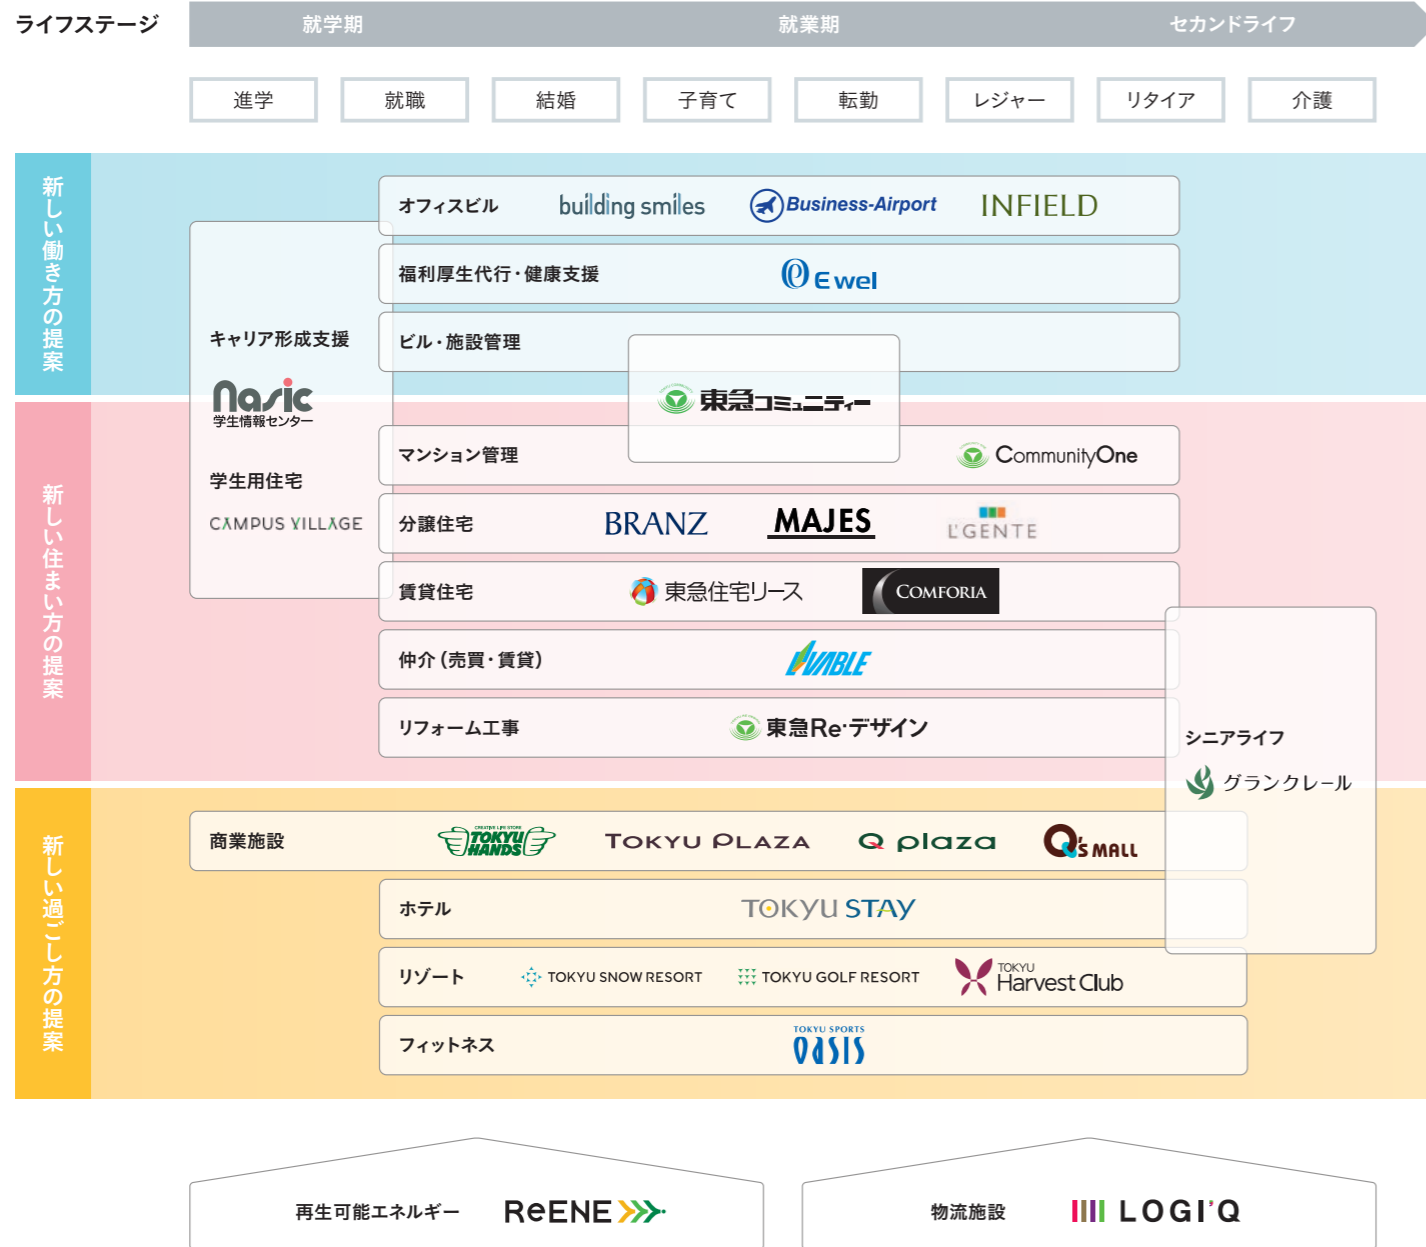 ライフステージ
就学期
就業期
セカンドライフ
進学
就職
結婚
子育て
転勤
レジャー
リタイア
介護
新しい働き方の提案
オフィスビル
building smiles
Business-Airport
INFIELD
福利厚生代行・健康支援
Ewel
ビル・施設管理
東急コミュニティー
キャリア形成支援
Nasic
学生情報センター
学生用住宅
CAMPUS VILLAGE
新しい住まい方の提案
マンション管理
CommunityOne
分譲住宅
BRANZ
MAJES
L'GENTE
賃貸住宅
東急住宅リース
COMFORIA
仲介（売買・賃貸）
LIVABLE
リフォーム工事
東急Re・デザイン
シニアライフ
グランクレール
新しい過ごし方の提案
商業施設
CREATIVE LIFE STORE
TOKYU
HANDS
TOKYU PLAZA
Q plaza
Q'S MALL
ホテル
TOKYU STAY
リゾート
TOKYU SNOW RESORT
TOKYU GOLF RESORT
TOKYU
Harvest Club
フィットネス
TOKYU SPORTS
OASIS
再生可能エネルギー
ReENE
物流施設
LOGI'Q